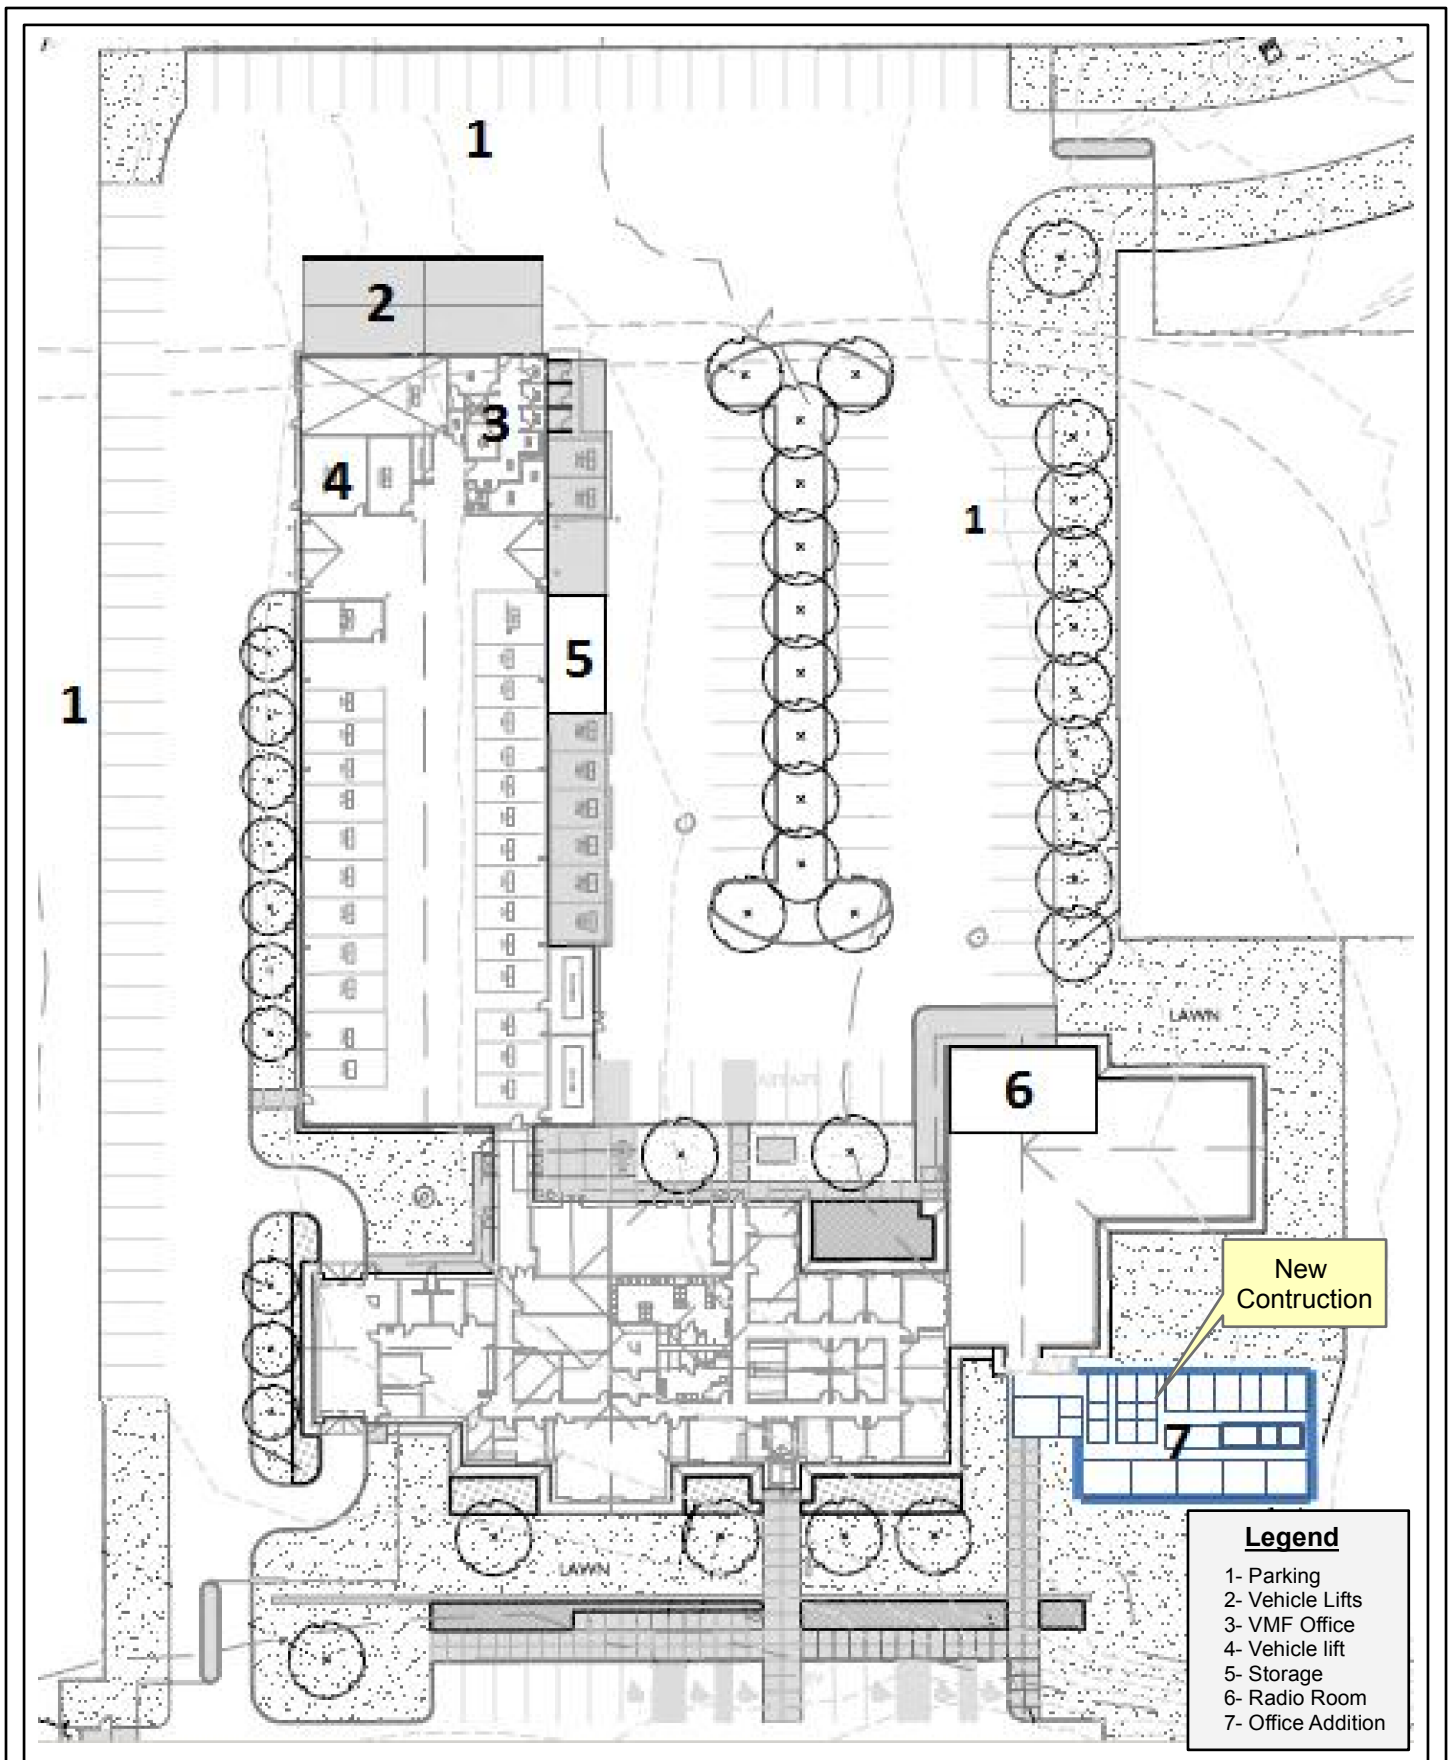 1
2
3
4
1
5
1
LAWN
6
New
Contruction
7
LAWN
Legend
1- Parking
2- Vehicle Lifts
3- VMF Office
4- Vehicle lift
5- Storage
6- Radio Room
7- Office Addition